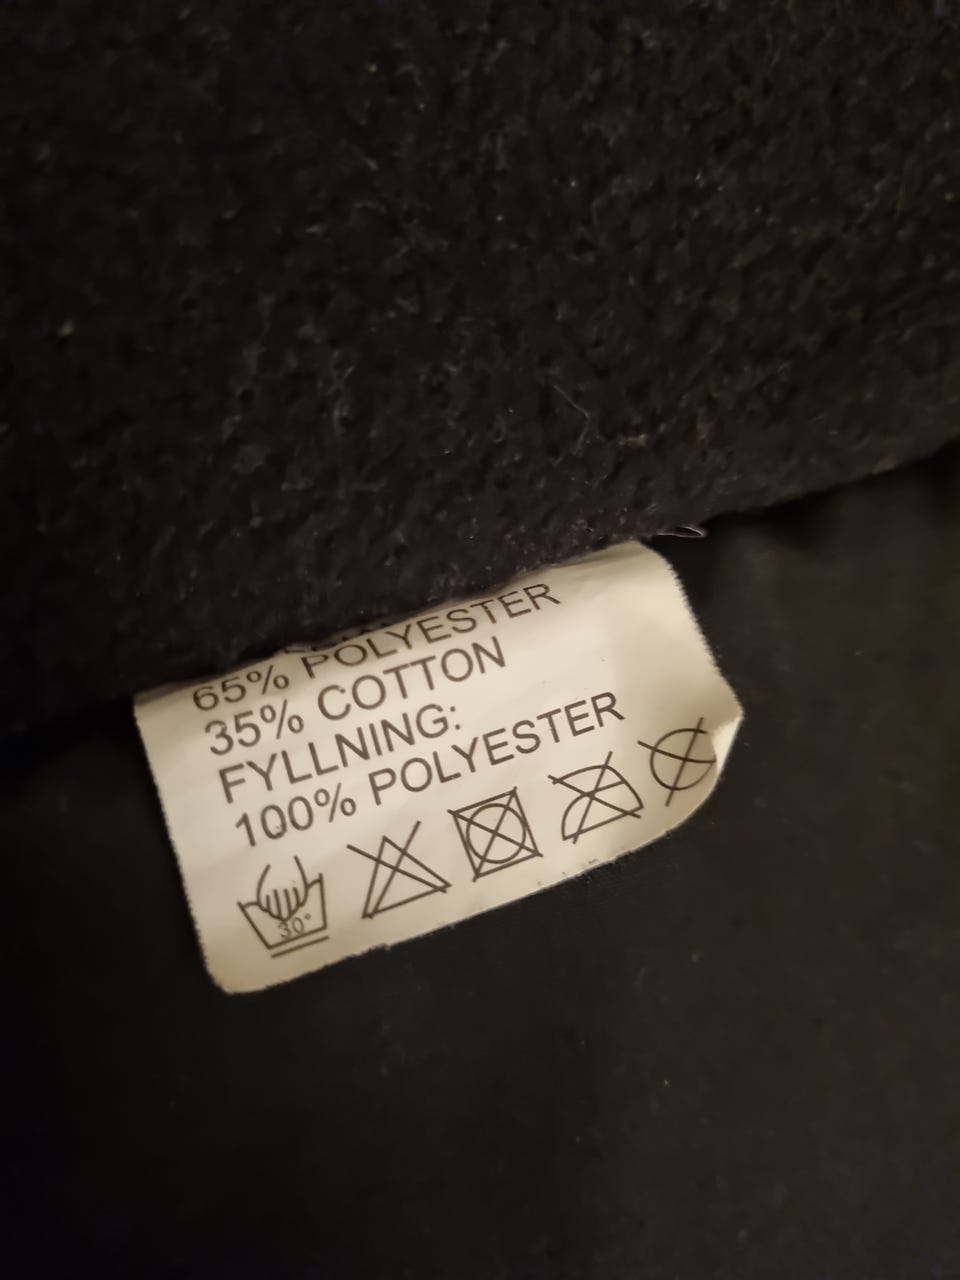 65% POLYESTER
35% COTTON
FYLLNING:
100% POLYESTER
30°